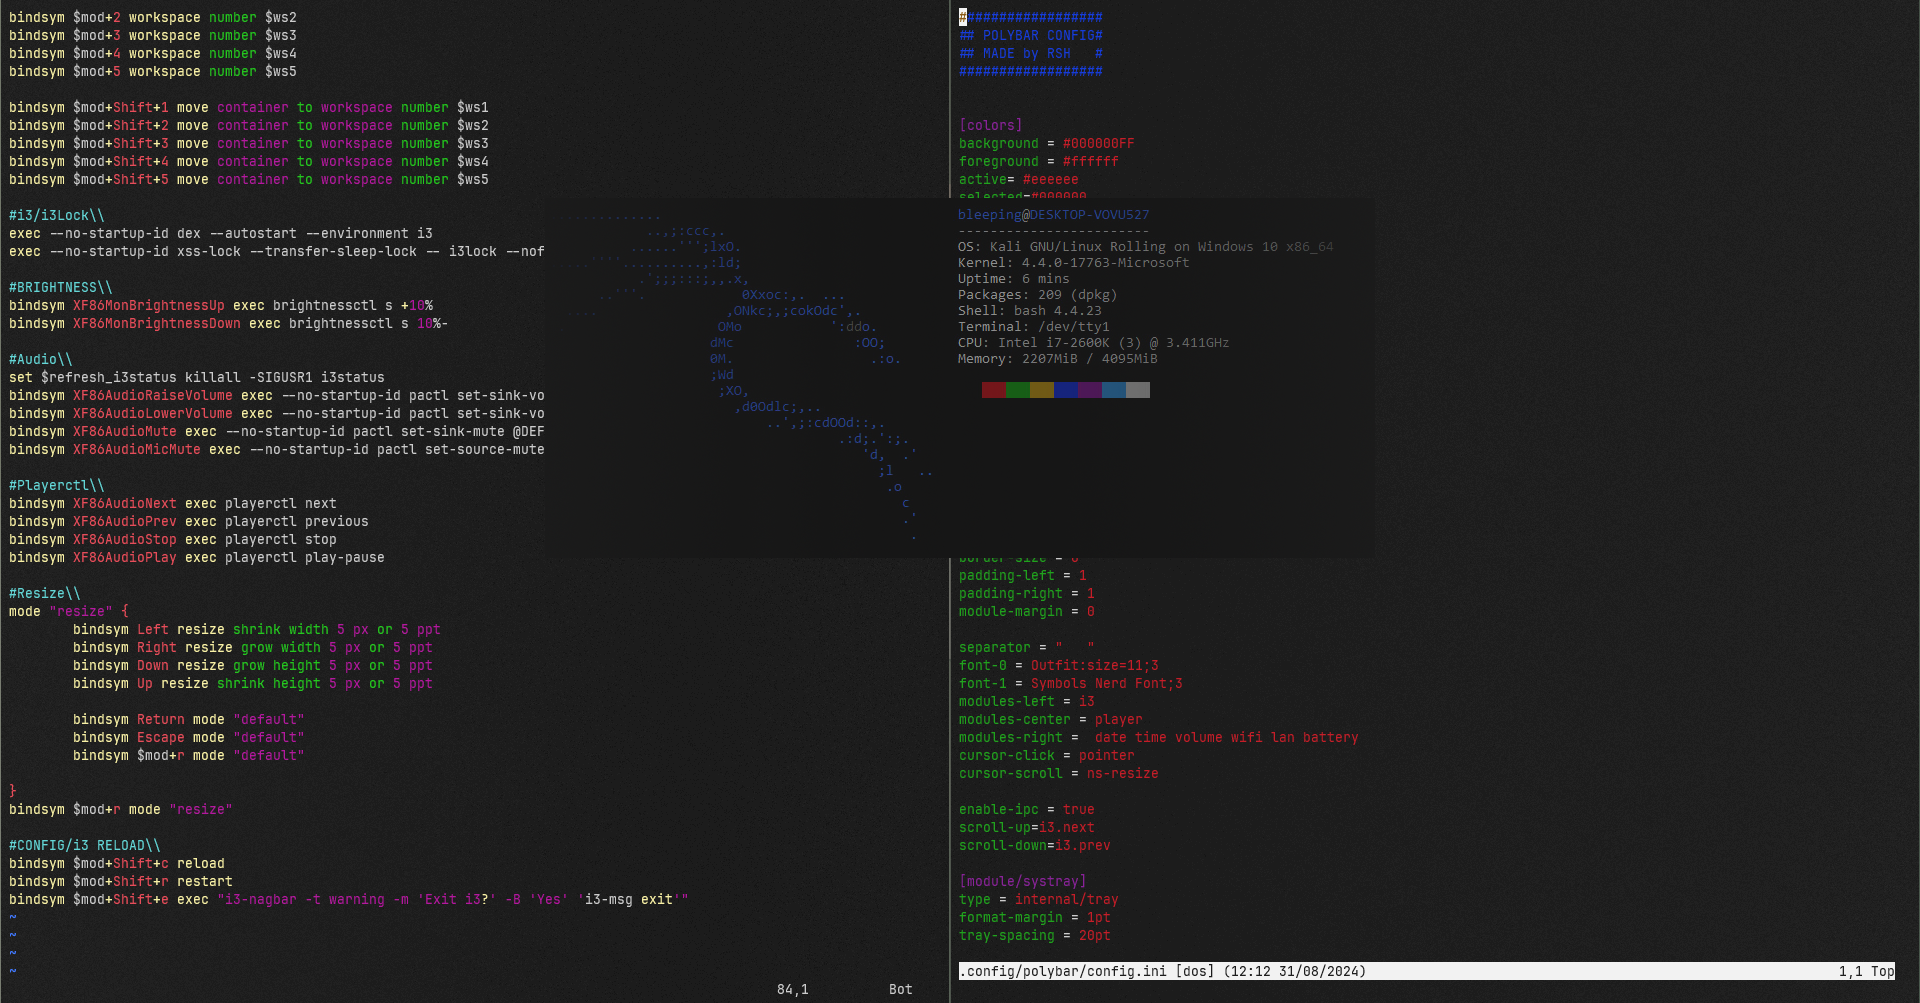 bindsym $mod+2 workspace number $ws2
bindsym $mod+3 workspace number $ws3
bindsym $mod+4 workspace number $ws4
bindsym $mod+5 workspace number $ws5
bindsym $mod+Shift+1 move container to workspace number $ws1
bindsym $mod+Shift+2 move container to workspace number $ws2
bindsym $mod+Shift+3 move container to workspace number $ws3
bindsym $mod+Shift+4 move container to workspace number $ws4
bindsym $mod+Shift+5 move container to workspace number $ws5
#i3/i3Lock\\
exec --no-startup-id dex --autostart --environment i3
exec --no-startup-id xss-lock --transfer-sleep-lock -- i3lock --nof
#BRIGHTNESS\\
bindsym XF86MonBrightnessUp exec brightnessctl s +10%
bindsym XF86MonBrightnessDown exec brightnessctl s 10%-
#Audio\\
set $refresh_i3status killall -SIGUSR1 i3status
bindsym XF86AudioRaiseVolume exec --no-startup-id pactl set-sink-vo
bindsym XF86AudioLowerVolume exec --no-startup-id pactl set-sink-vo
bindsym XF86AudioMute exec --no-startup-id pactl set-sink-mute @DEF
bindsym XF86AudioMicMute exec --no-startup-id pactl set-source-mute
#Playerctl\\
bindsym XF86AudioNext exec playerctl next
bindsym XF86AudioPrev exec playerctl previous
bindsym XF86AudioStop exec playerctl stop
bindsym XF86AudioPlay exec playerctl play-pause
#Resize\\
mode "resize" {
bindsym Left resize shrink width 5 px or 5 ppt
bindsym Right resize grow width 5 px or 5 ppt
bindsym Down resize grow height 5 px or 5 ppt
bindsym Up resize shrink height 5 px or 5 ppt
bindsym Return mode "default"
bindsym Escape mode "default"
bindsym $mod+r mode "default"
}
bindsym $mod+r mode "resize"
#CONFIG/i3 RELOAD\\
bindsym $mod+Shift+c reload
bindsym $mod+Shift+r restart
bindsym $mod+Shift+e exec "i3-nagbar -t warning -m 'Exit i3?' -B 'Yes' 'i3-msg exit'"
~
~
~
~
84,1 Bot
bleeping@DESKTOP-VOVU527
------------------------
OS: Kali GNU/Linux Rolling on Windows 10 x86_64
Kernel: 4.4.0-17763-Microsoft
Uptime: 6 mins
Packages: 209 (dpkg)
Shell: bash 4.4.23
Terminal: /dev/tty1
CPU: Intel i7-2600K (3) @ 3.411GHz
Memory: 2207MiB / 4095MiB
##################
## POLYBAR CONFIG#
## MADE by RSH   #
##################
[colors]
background = #000000FF
foreground = #ffffff
active= #eeeeee
selected=#000000
border-size = 0
padding-left = 1
padding-right = 1
module-margin = 0
separator = "   "
font-0 = Outfit:size=11;3
font-1 = Symbols Nerd Font;3
modules-left = i3
modules-center = player
modules-right =  date time volume wifi lan battery
cursor-click = pointer
cursor-scroll = ns-resize
enable-ipc = true
scroll-up=i3.next
scroll-down=i3.prev
[module/systray]
type = internal/tray
format-margin = 1pt
tray-spacing = 20pt
.config/polybar/config.ini [dos] (12:12 31/08/2024) 1,1 Top